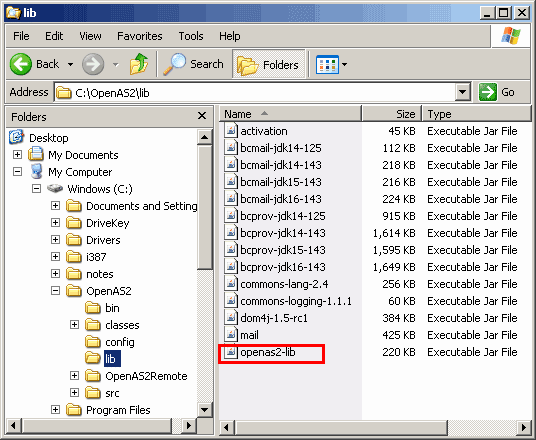 lib
File Edit View Favorites Tools Help
Back Search Folders
Address C:\OpenAS2\lib Go
Folders
Desktop
My Documents
My Computer
Windows (C:)
Documents and Setting
DriveKey
Drivers
i387
notes
OpenAS2
bin
classes
config
lib
OpenAS2Remote
src
Program Files
Name Size Type
activation 45 KB Executable Jar File
bcmail-jdk14-125 112 KB Executable Jar File
bcmail-jdk14-143 218 KB Executable Jar File
bcmail-jdk15-143 216 KB Executable Jar File
bcmail-jdk16-143 224 KB Executable Jar File
bcprov-jdk14-125 915 KB Executable Jar File
bcprov-jdk14-143 1,614 KB Executable Jar File
bcprov-jdk15-143 1,595 KB Executable Jar File
bcprov-jdk16-143 1,649 KB Executable Jar File
commons-lang-2.4 256 KB Executable Jar File
commons-logging-1.1.1 60 KB Executable Jar File
dom4j-1.5-rc1 384 KB Executable Jar File
mail 425 KB Executable Jar File
openas2-lib 220 KB Executable Jar File